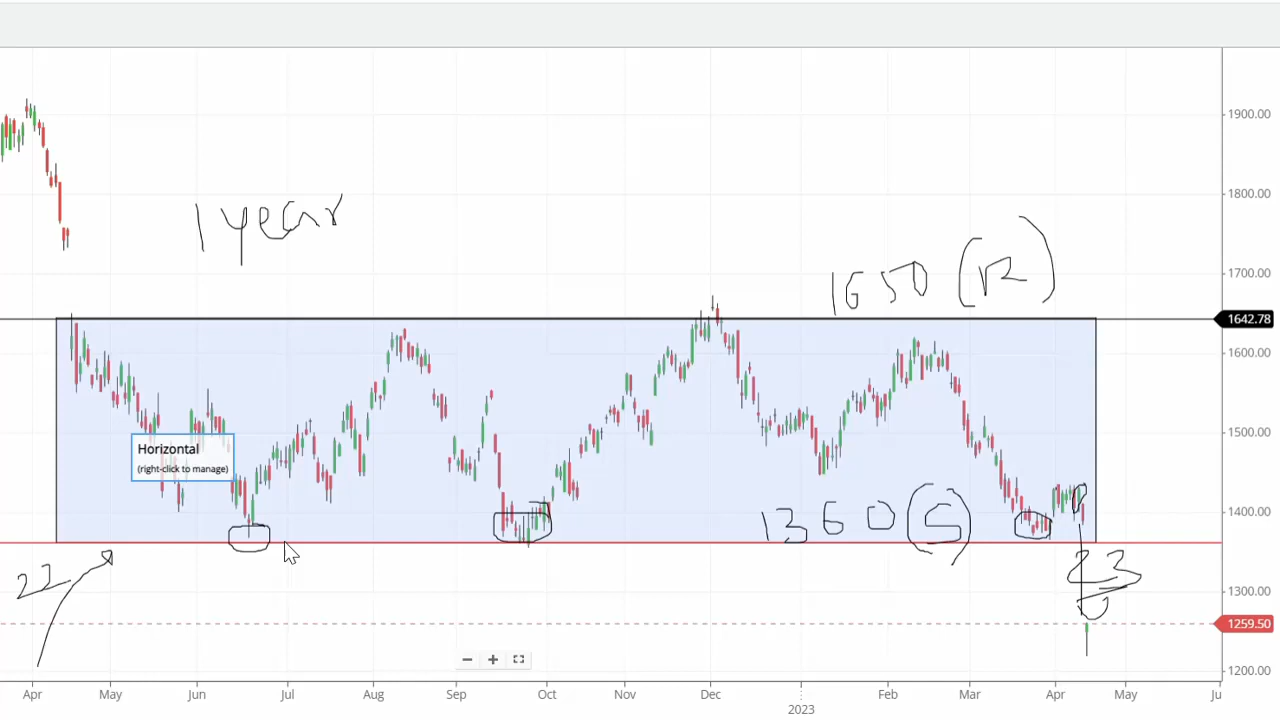 1900.00
1800.00
1 year
1700.00
1650 (R)
1642.78
1600.00
1500.00
Horizontal
(right-click to manage)
1400.00
1360 (S)
22
23
1300.00
1259.50
1200.00
Apr May Jun Jul Aug Sep Oct Nov Dec Feb Mar Apr May Ju
2023